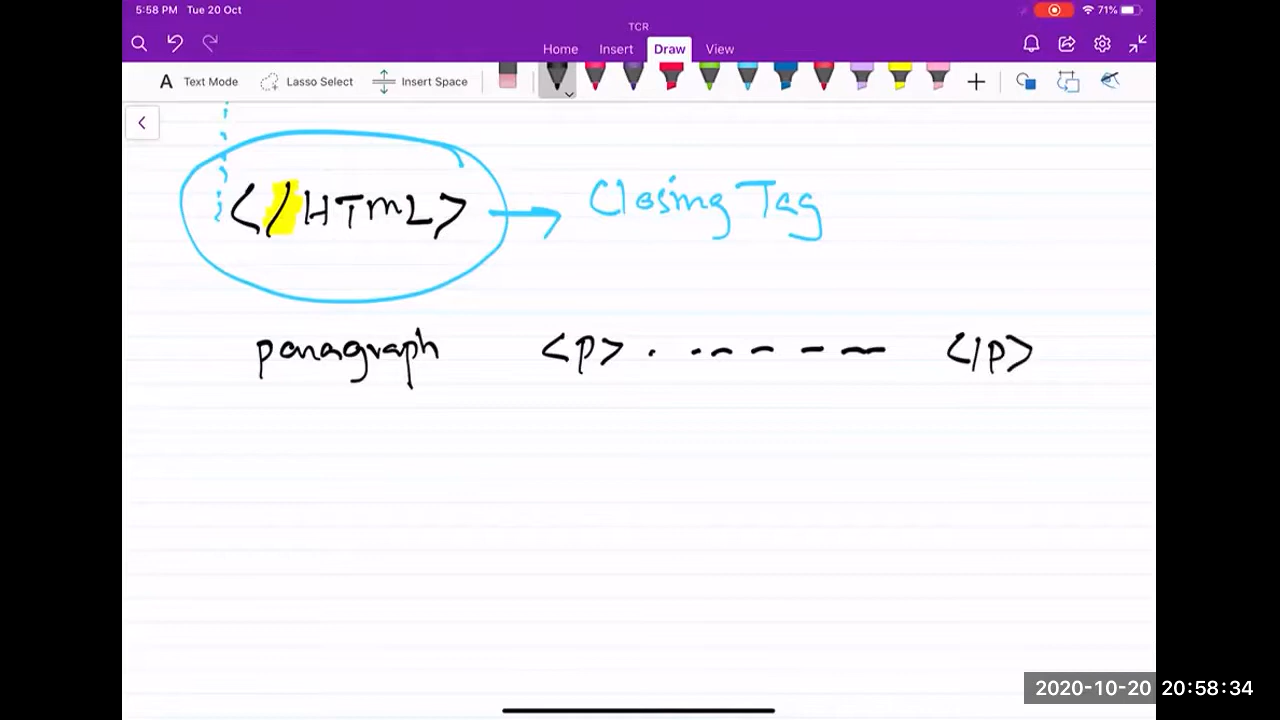 5:58 PM Tue 20 Oct
71%
TCR
Home Insert Draw View
A Text Mode Lasso Select Insert Space
</HTmL> Closing Tag
paragraph <p> . - - - - - </p>
2020-10-20 20:58:34